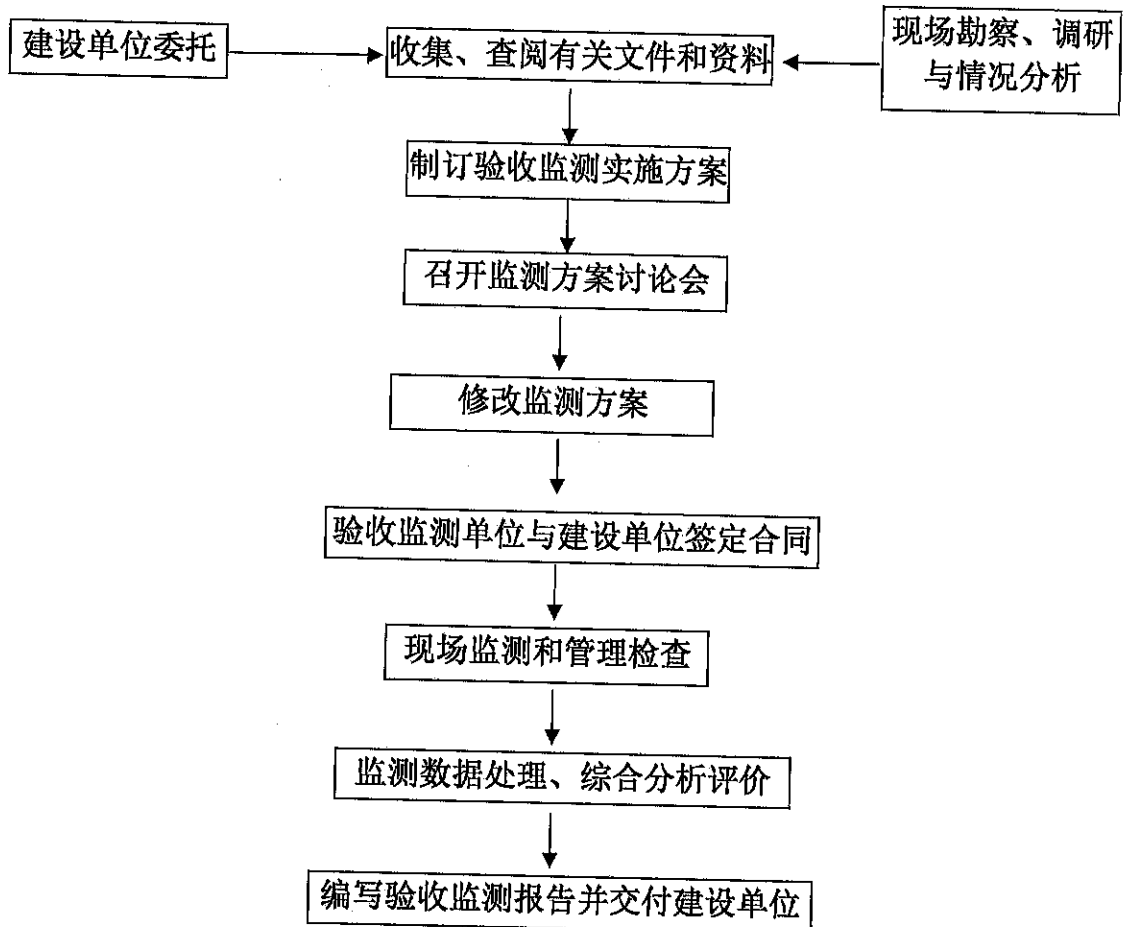 建设单位委托
收集、查阅有关文件和资料
现场勘察、调研
与情况分析
制订验收监测实施方案
召开监测方案讨论会
修改监测方案
验收监测单位与建设单位签定合同
现场监测和管理检查
监测数据处理、综合分析评价
编写验收监测报告并交付建设单位